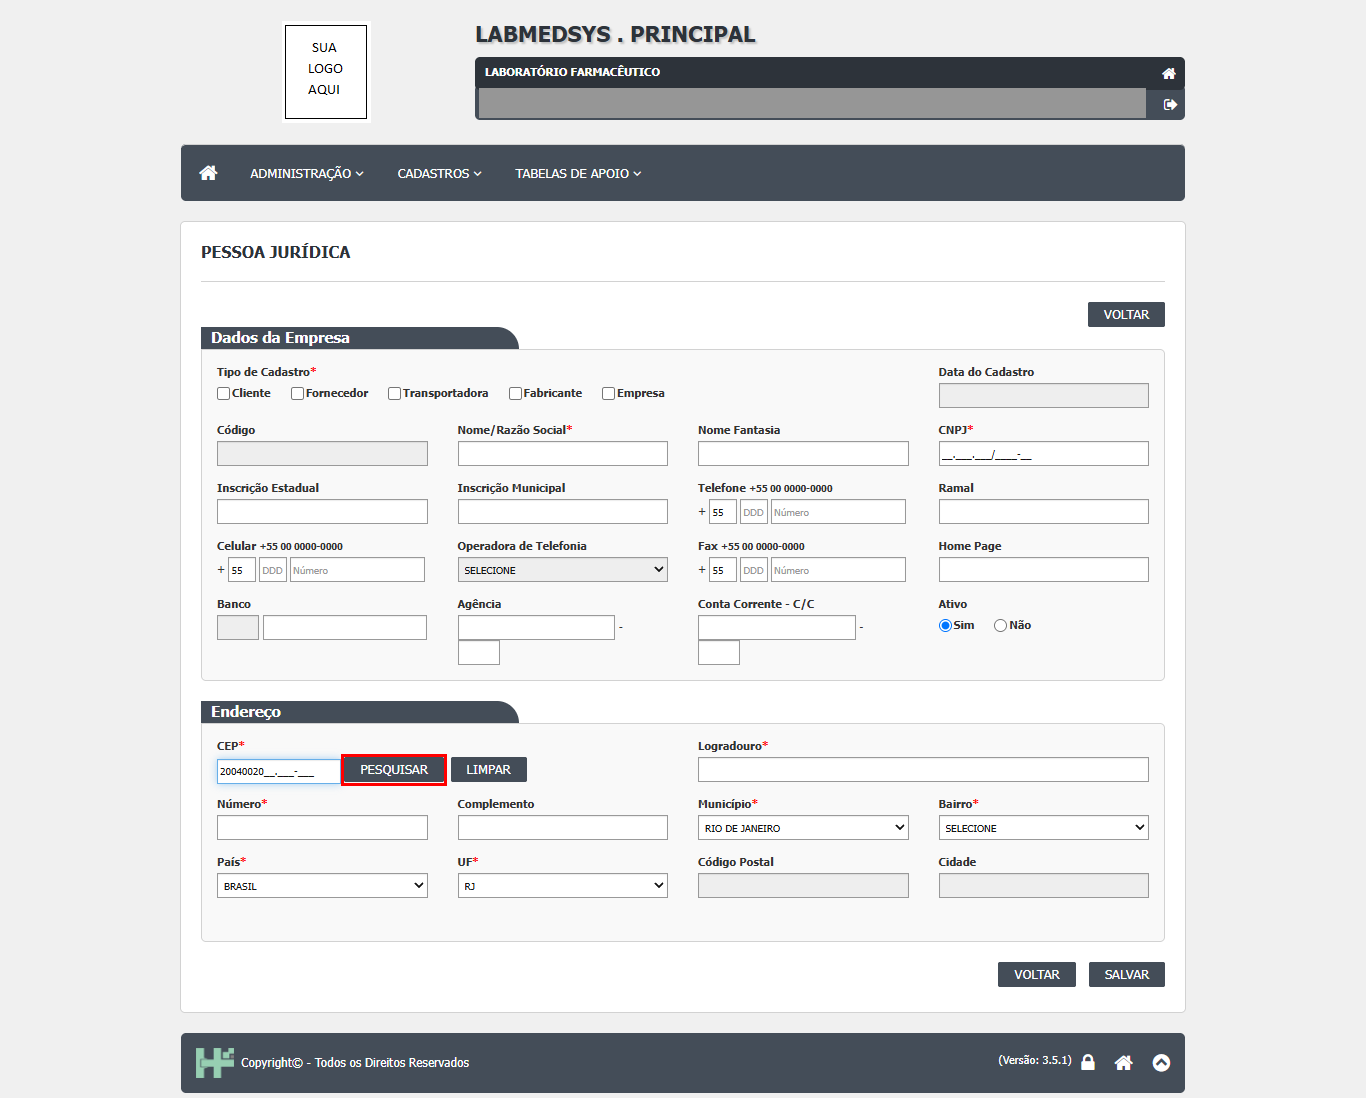 SUA
LOGO
AQUI
LABMEDSYS . PRINCIPAL
LABORATÓRIO FARMACÊUTICO
ADMINISTRAÇÃO CADASTROS TABELAS DE APOIO
PESSOA JURÍDICA
VOLTAR
Dados da Empresa
Tipo de Cadastro* Data do Cadastro
Cliente Fornecedor Transportadora Fabricante Empresa
Código Nome/Razão Social* Nome Fantasia CNPJ*
__.___.___/____-__
Inscrição Estadual Inscrição Municipal Telefone +55 00 0000-0000 Ramal
+ 55 DDD Número
Celular +55 00 0000-0000 Operadora de Telefonia Fax +55 00 0000-0000 Home Page
+ 55 DDD Número SELECIONE + 55 DDD Número
Banco Agência Conta Corrente - C/C Ativo
- - Sim Não
Endereço
CEP* Logradouro*
20040020__.___-___ PESQUISAR LIMPAR
Número* Complemento Município* Bairro*
RIO DE JANEIRO SELECIONE
País* UF* Código Postal Cidade
BRASIL RJ
VOLTAR SALVAR
Copyright© - Todos os Direitos Reservados (Versão: 3.5.1)